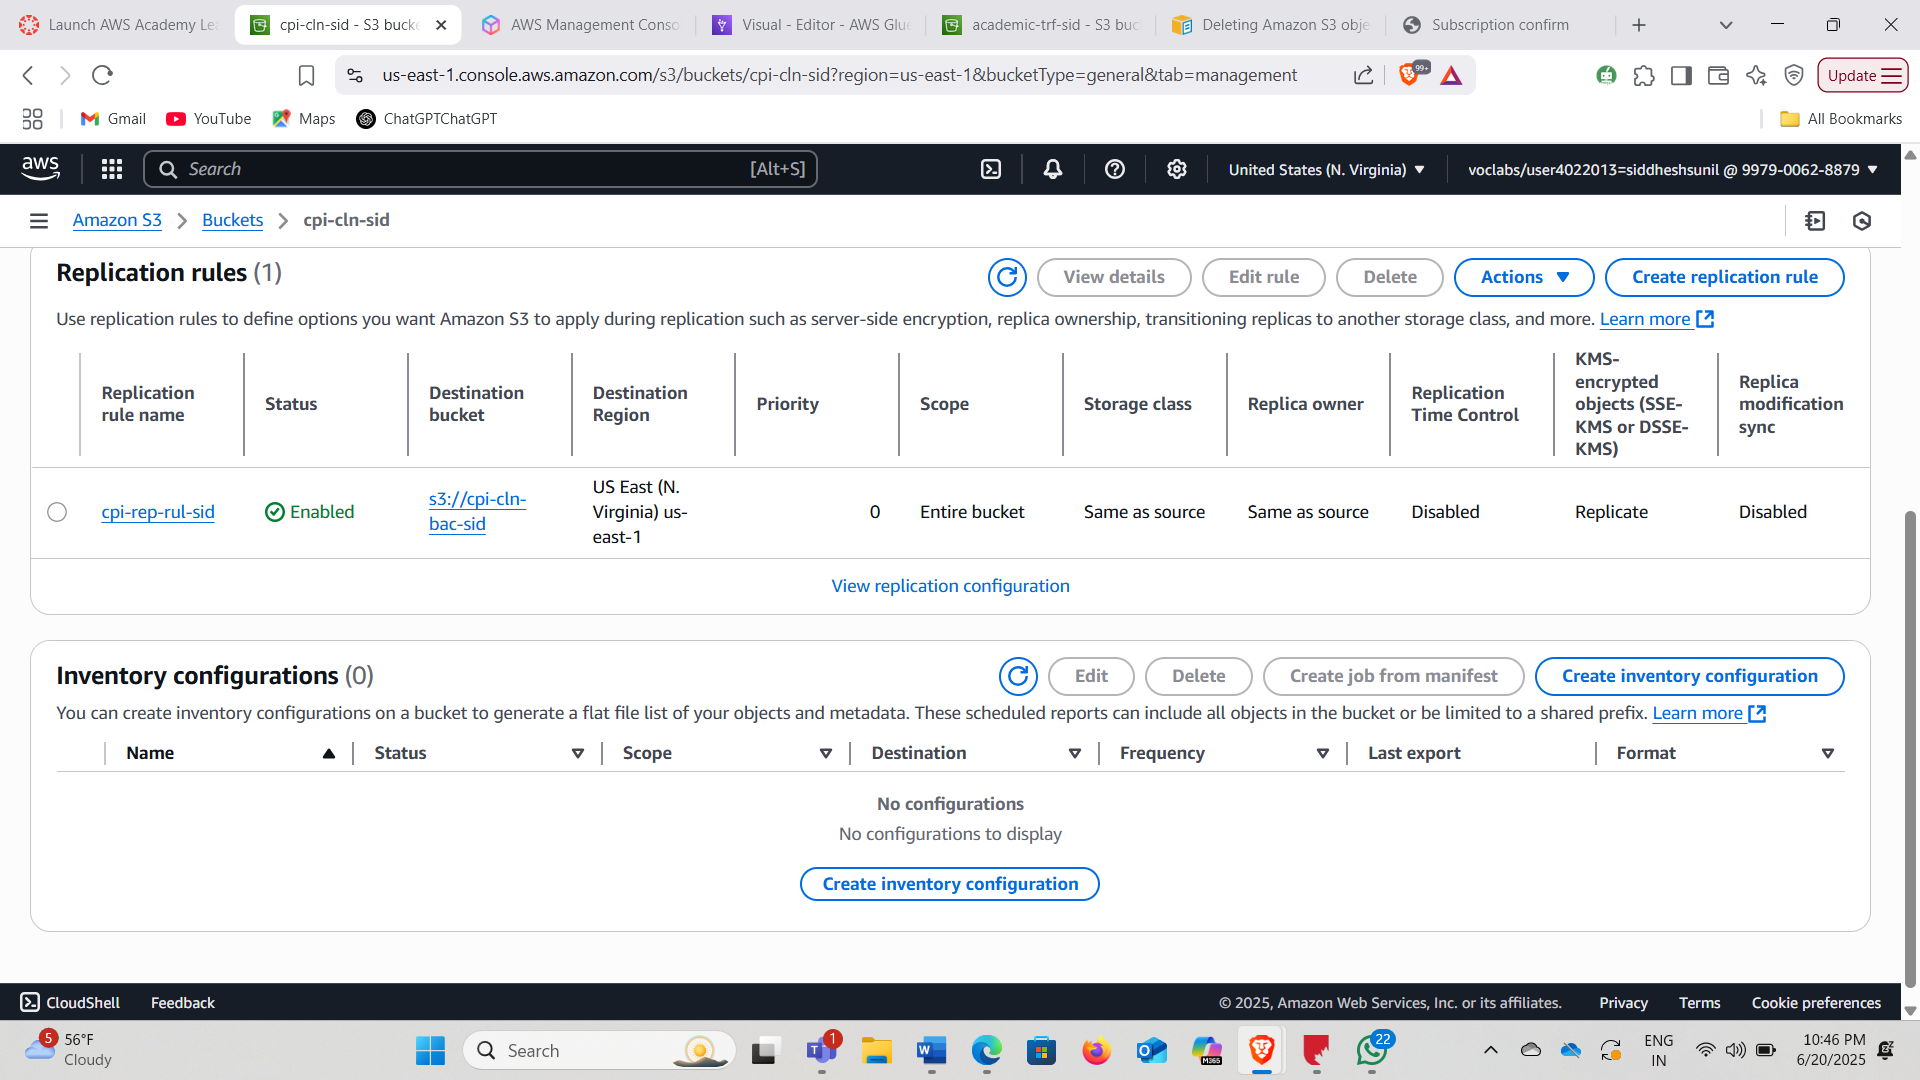 Launch AWS Academy Le
cpi-cln-sid - S3 bucke
AWS Management Conso
Visual - Editor - AWS Glue
academic-trf-sid - S3 buc
Deleting Amazon S3 obje
Subscription confirm
us-east-1.console.aws.amazon.com/s3/buckets/cpi-cln-sid?region=us-east-1&bucketType=general&tab=management
99+
Update
Gmail
YouTube
Maps
ChatGPTChatGPT
All Bookmarks
aws
Search
[Alt+S]
United States (N. Virginia)
voclabs/user4022013=siddheshsunil @ 9979-0062-8879
Amazon S3
Buckets
cpi-cln-sid
Replication rules (1)
View details
Edit rule
Delete
Actions
Create replication rule
Use replication rules to define options you want Amazon S3 to apply during replication such as server-side encryption, replica ownership, transitioning replicas to another storage class, and more. Learn more
Replication
rule name
Status
Destination
bucket
Destination
Region
Priority
Scope
Storage class
Replica owner
Replication
Time Control
KMS-
encrypted
objects (SSE-
KMS or DSSE-
KMS)
Replica
modification
sync
cpi-rep-rul-sid
Enabled
s3://cpi-cln-
bac-sid
US East (N.
Virginia) us-
east-1
0
Entire bucket
Same as source
Same as source
Disabled
Replicate
Disabled
View replication configuration
Inventory configurations (0)
Edit
Delete
Create job from manifest
Create inventory configuration
You can create inventory configurations on a bucket to generate a flat file list of your objects and metadata. These scheduled reports can include all objects in the bucket or be limited to a shared prefix. Learn more
Name
Status
Scope
Destination
Frequency
Last export
Format
No configurations
No configurations to display
Create inventory configuration
CloudShell
Feedback
© 2025, Amazon Web Services, Inc. or its affiliates.
Privacy
Terms
Cookie preferences
5
56°F
Cloudy
Search
1
W
M365
22
ENG
IN
10:46 PM
6/20/2025